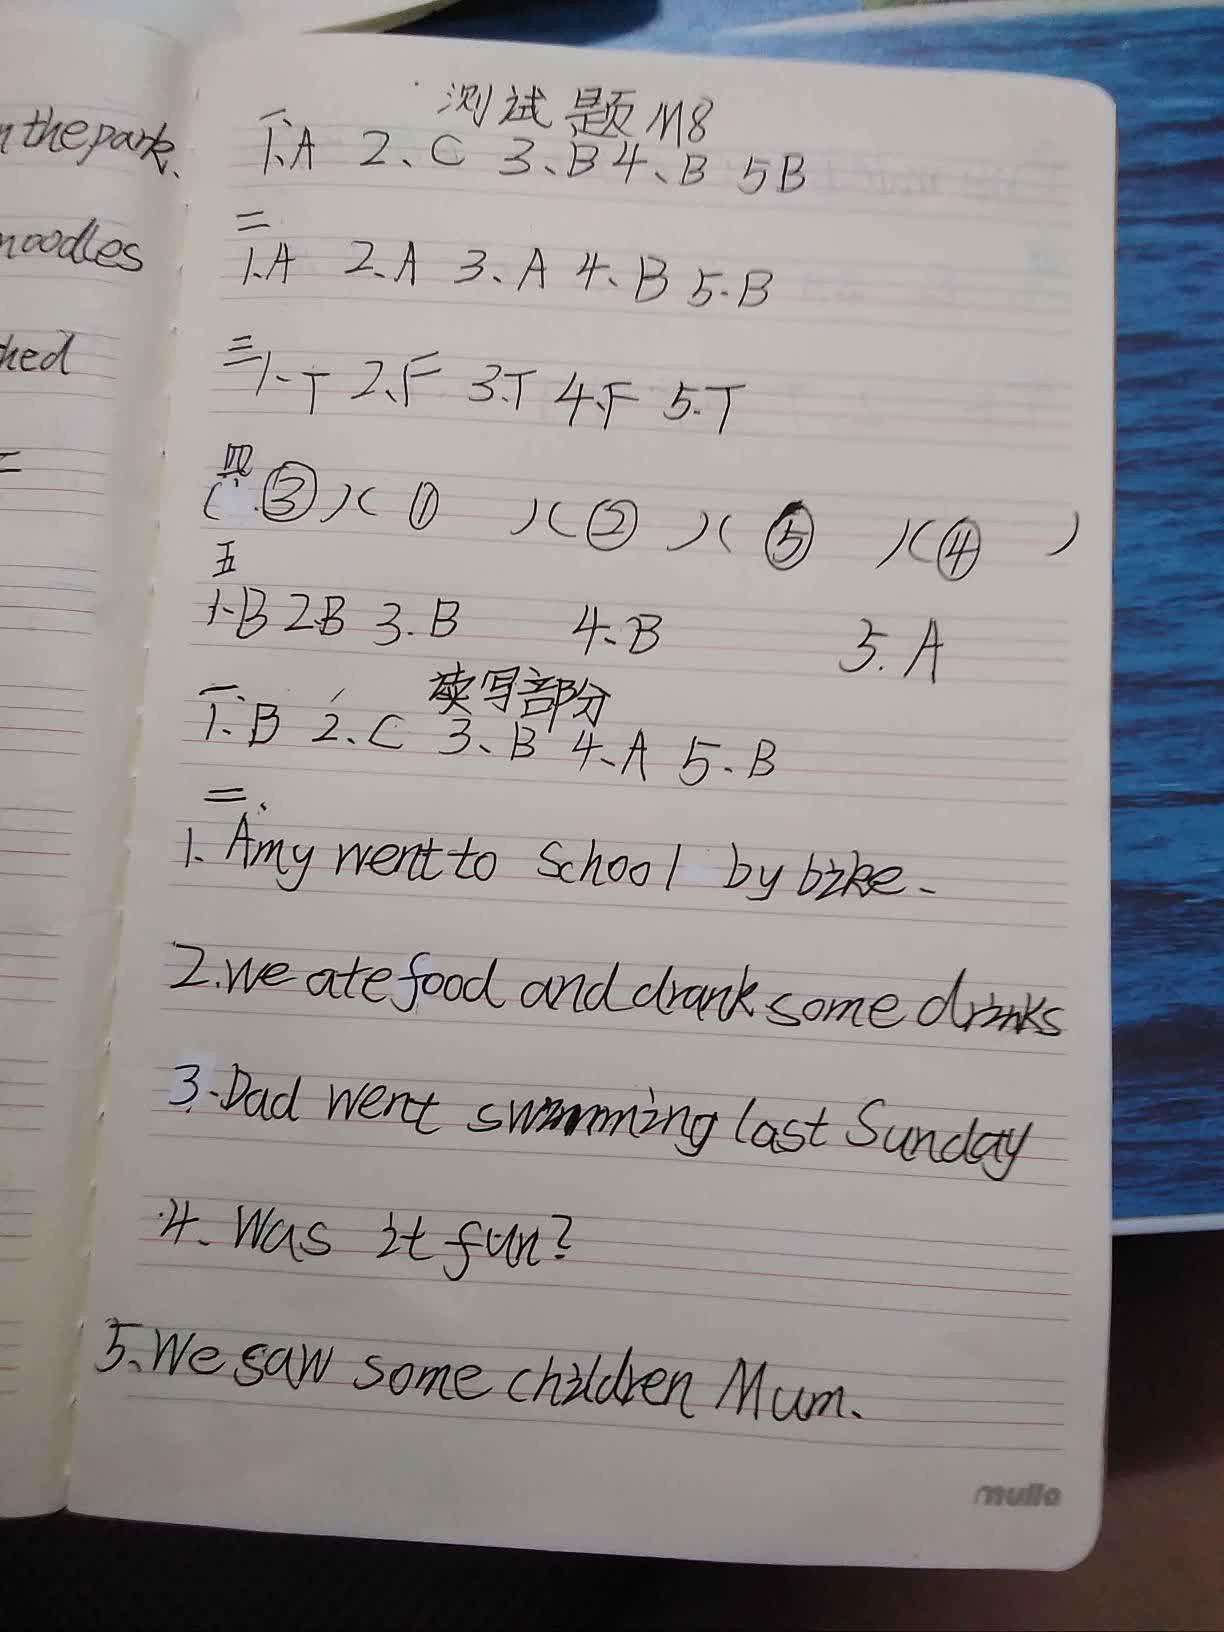 n the park.
noodles
hed
测试题 M8
一、
1、A 2、C 3、B 4、B 5B
二
1.A 2.A 3、A 4、B 5.B
三
1.T 2.F 3.T 4.F 5.T
四
(③)(①)(②)(⑤)(④)
五
1.B 2B 3.B 4.B 5.A
读写部分
一、
1.B 2、C 3、B 4、A 5.B
二、
1. Amy went to school by bike.
2.We ate food and drank some drinks
3.Dad went swimming last Sunday
4. Was it fun?
5.We saw some children Mum.
mulla